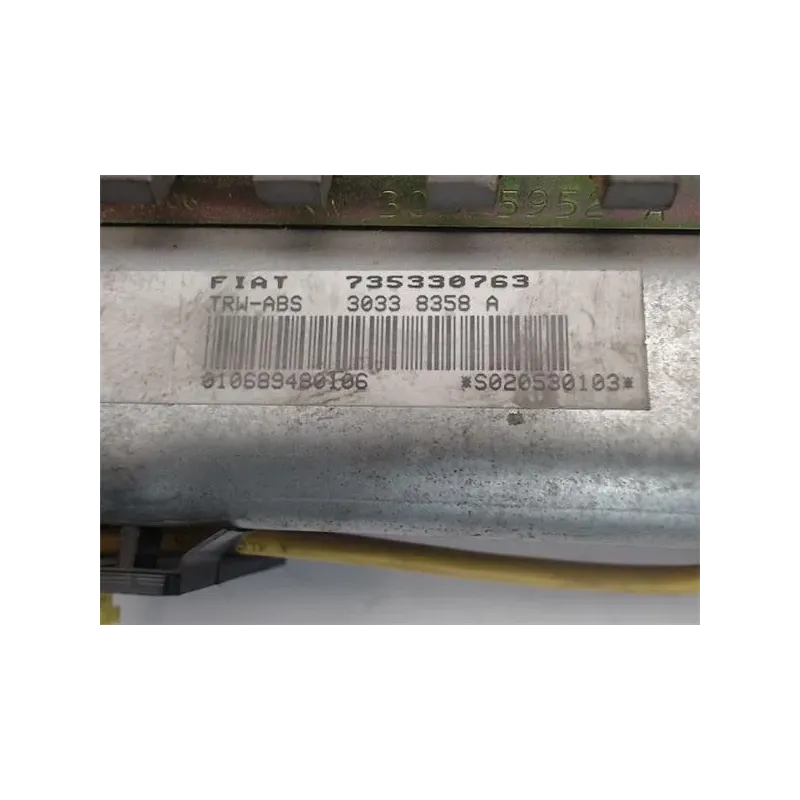 FIAT 735330763
TRW-ABS 3033 8358 A
010689480106 *S020530103*